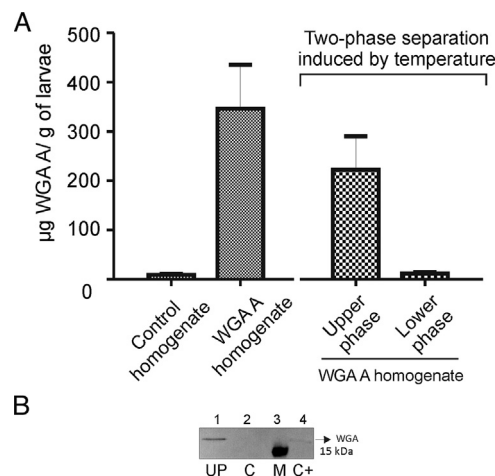 A
Two-phase separation
induced by temperature
µg WGA A/ g of larvae
500
400
300
200
100
0
Control
homogenate
WGA A
homogenate
Upper
phase
Lower
phase
WGA A homogenate
B
1 2 3 4
WGA
15 kDa
UP C M C+